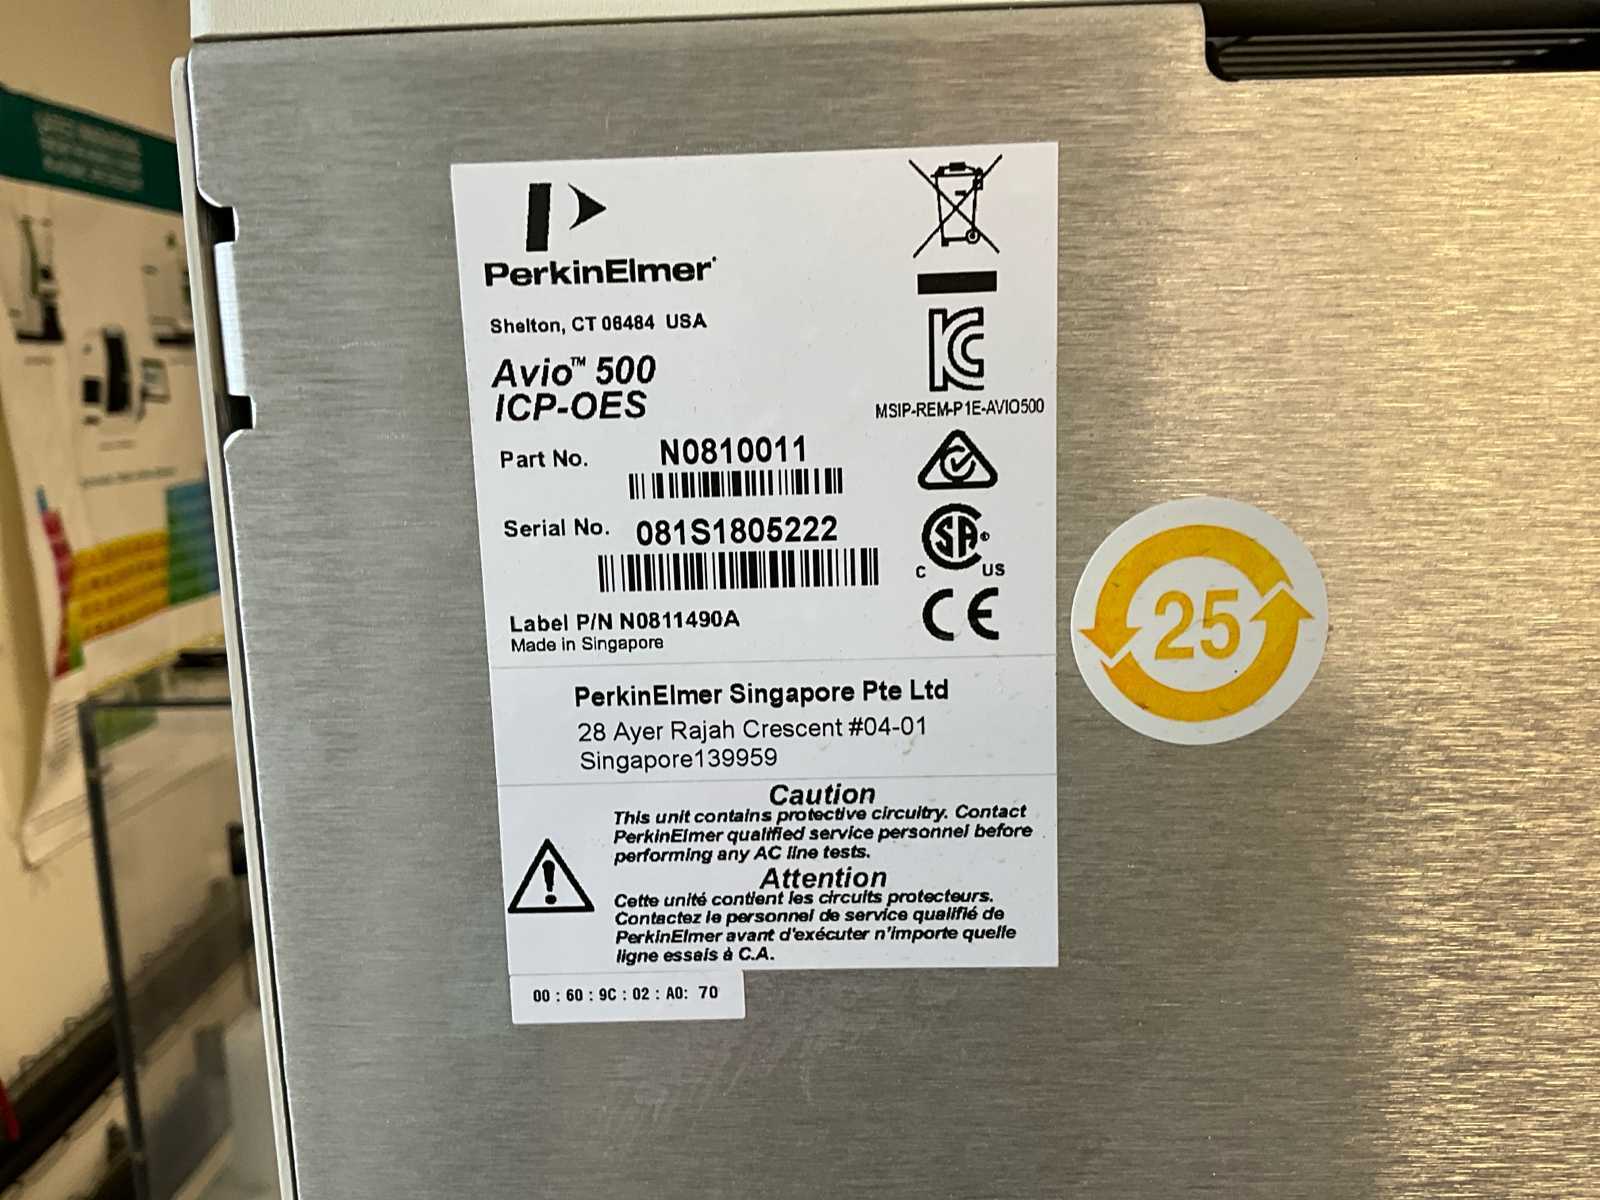 PerkinElmer
Shelton, CT 06484 USA
Avio™ 500
ICP-OES
Part No. N0810011
Serial No. 081S1805222
Label P/N N0811490A
Made in Singapore
MSIP-REM-P1E-AVIO500
SA®
C US
CE
PerkinElmer Singapore Pte Ltd
28 Ayer Rajah Crescent #04-01
Singapore139959
Caution
This unit contains protective circuitry. Contact
PerkinElmer qualified service personnel before
performing any AC line tests.
Attention
Cette unité contient les circuits protecteurs.
Contactez le personnel de service qualifié de
PerkinElmer avant d'exécuter n'importe quelle
ligne essais à C.A.
00 : 60 : 9C : 02 : A0: 70
25